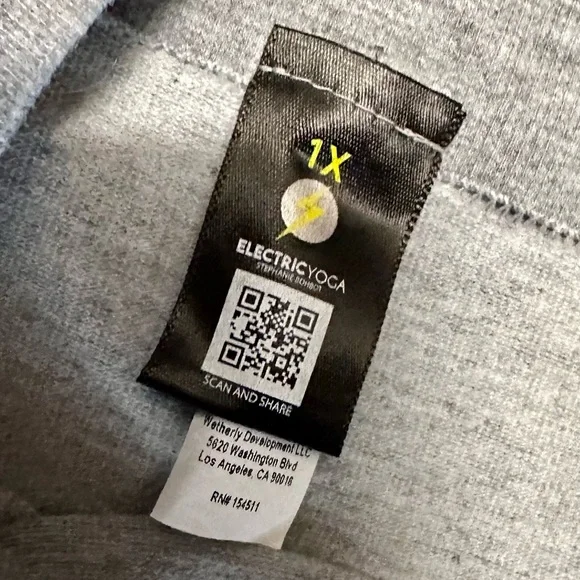 1X
ELECTRICYOGA
STEPHANIE BOHBOT
SCAN AND SHARE
Wetherly Development LLC
5620 Washington Blvd
Los Angeles, CA 90016
RN# 154511